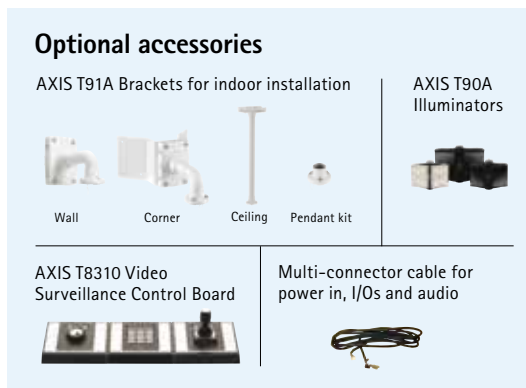 Optional accessories
AXIS T91A Brackets for indoor installation
Wall
Corner
Ceiling
Pendant kit
AXIS T90A
Illuminators
AXIS T8310 Video
Surveillance Control Board
Multi-connector cable for
power in, I/Os and audio